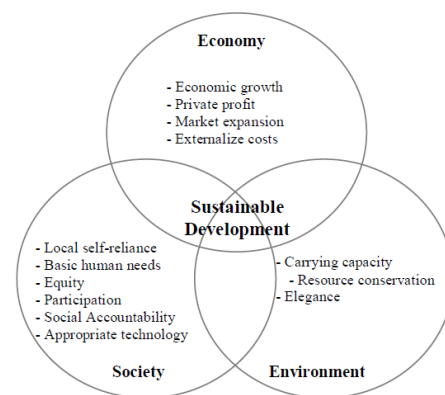 Economy
- Economic growth
- Private profit
- Market expansion
- Externalize costs
Sustainable
Development
- Local self-reliance
- Basic human needs
- Equity
- Participation
- Social Accountability
- Appropriate technology
Society
- Carrying capacity
- Resource conservation
- Elegance
Environment